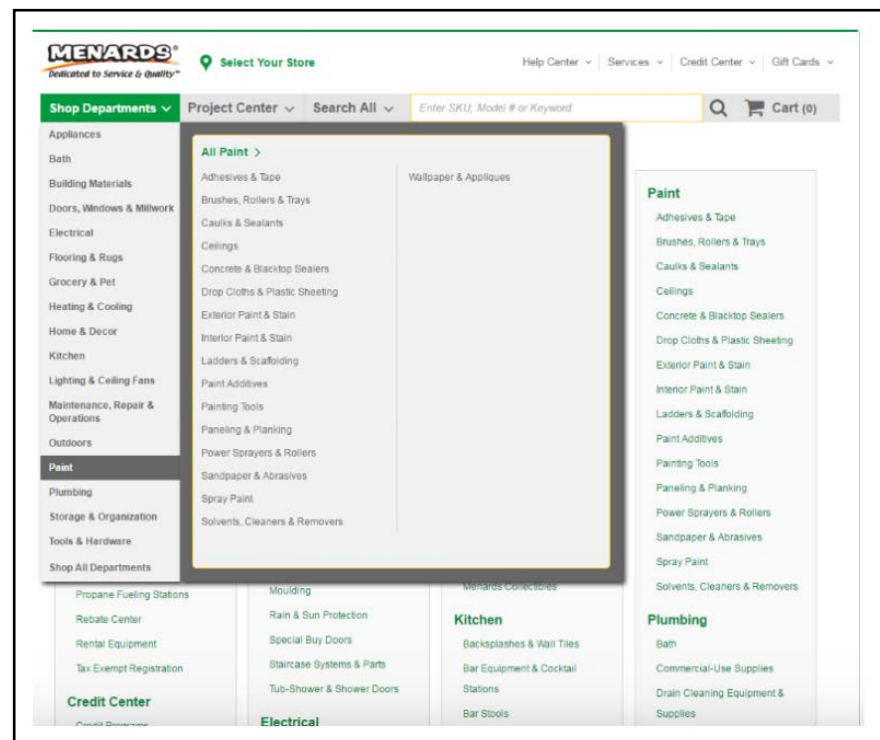 MENARDS®
Dedicated to Service & Quality™
Select Your Store
Help Center
Services
Credit Center
Gift Cards
Shop Departments
Project Center
Search All
Enter SKU, Model # or Keyword
Cart (0)
Appliances
Bath
Building Materials
Doors, Windows & Millwork
Electrical
Flooring & Rugs
Grocery & Pet
Heating & Cooling
Home & Decor
Kitchen
Lighting & Ceiling Fans
Maintenance, Repair &
Operations
Outdoors
Paint
Plumbing
Storage & Organization
Tools & Hardware
Shop All Departments
All Paint >
Adhesives & Tape
Brushes, Rollers & Trays
Caulks & Sealants
Ceilings
Concrete & Blacktop Sealers
Drop Cloths & Plastic Sheeting
Exterior Paint & Stain
Interior Paint & Stain
Ladders & Scaffolding
Paint Additives
Painting Tools
Paneling & Planking
Power Sprayers & Rollers
Sandpaper & Abrasives
Spray Paint
Solvents, Cleaners & Removers
Wallpaper & Appliques
Propane Fueling Stations
Rebate Center
Rental Equipment
Tax Exempt Registration
Credit Center
Credit Programs
Moulding
Rain & Sun Protection
Special Buy Doors
Staircase Systems & Parts
Tub-Shower & Shower Doors
Electrical
Menards Collectibles
Kitchen
Backsplashes & Wall Tiles
Bar Equipment & Cocktail
Stations
Bar Stools
Paint
Adhesives & Tape
Brushes, Rollers & Trays
Caulks & Sealants
Ceilings
Concrete & Blacktop Sealers
Drop Cloths & Plastic Sheeting
Exterior Paint & Stain
Interior Paint & Stain
Ladders & Scaffolding
Paint Additives
Painting Tools
Paneling & Planking
Power Sprayers & Rollers
Sandpaper & Abrasives
Spray Paint
Solvents, Cleaners & Removers
Plumbing
Bath
Commercial-Use Supplies
Drain Cleaning Equipment &
Supplies